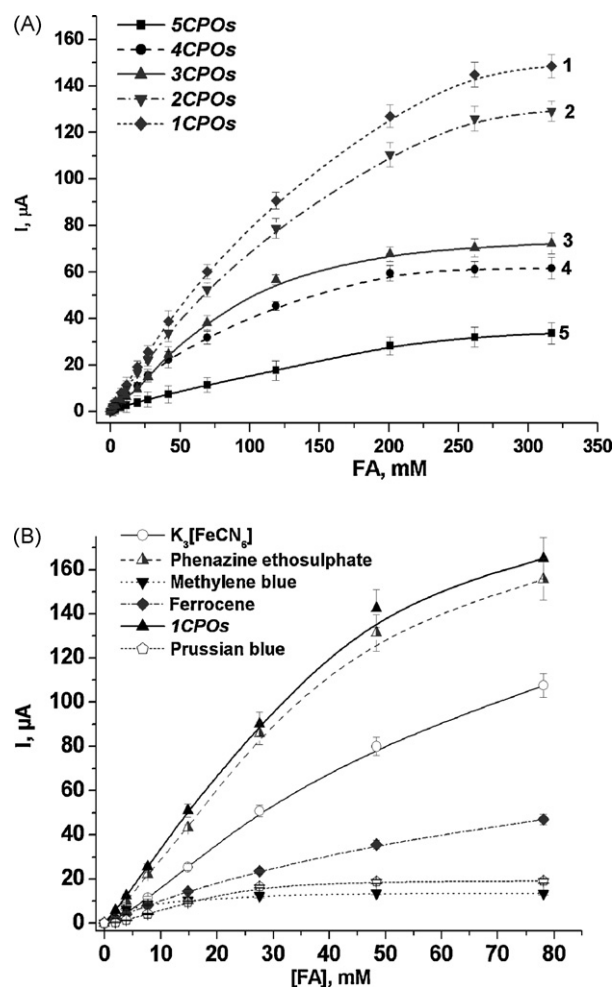 (A)
5CPOs
4CPOs
3CPOs
2CPOs
1CPOs
160
140
120
100
80
60
40
20
0
I, µA
1
2
3
4
5
0 50 100 150 200 250 300
FA, mM
(B)
K₃[FeCN₆]
Phenazine ethosulphate
Methylene blue
Ferrocene
1CPOs
Prussian blue
160
140
120
100
80
60
40
20
0
I, µA
0 10 20 30 40 50 60 70 80
[FA], mM